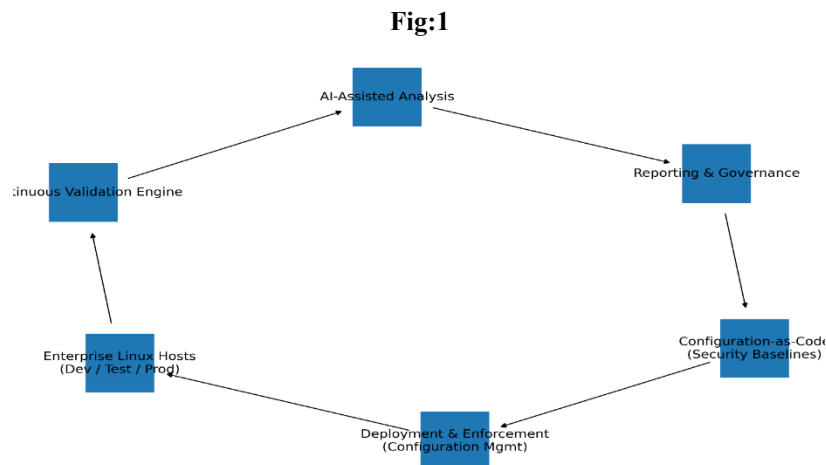 Fig:1
AI-Assisted Analysis
Reporting & Governance
tinuous Validation Engine
Configuration-as-Code
(Security Baselines)
Enterprise Linux Hosts
(Dev / Test / Prod)
Deployment & Enforcement
(Configuration Mgmt)